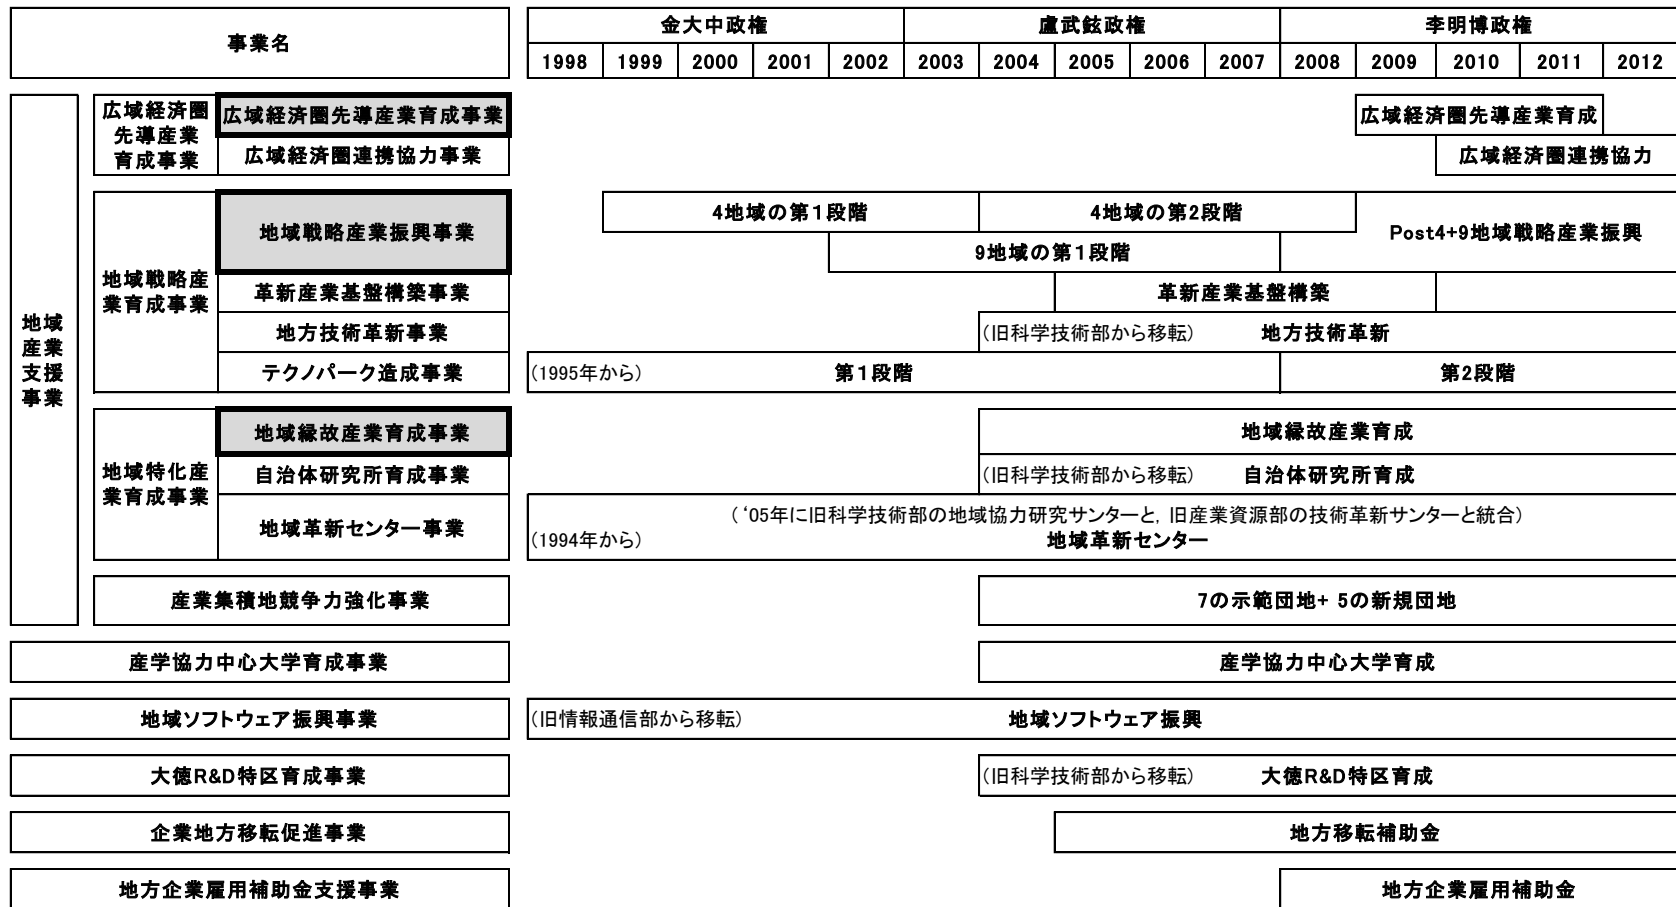 事業名
金大中政権 盧武鉉政権 李明博政権
1998 1999 2000 2001 2002 2003 2004 2005 2006 2007 2008 2009 2010 2011 2012
地域
産業
支援
事業
広域経済圏
先導産業
育成事業
広域経済圏先導産業育成事業
広域経済圏先導産業育成
広域経済圏連携協力事業
広域経済圏連携協力
地域戦略産
業育成事業
地域戦略産業振興事業
4地域の第1段階 4地域の第2段階
9地域の第1段階
Post4+9地域戦略産業振興
革新産業基盤構築事業
革新産業基盤構築
地方技術革新事業
(旧科学技術部から移転) 地方技術革新
テクノパーク造成事業
(1995年から) 第1段階 第2段階
地域特化産
業育成事業
地域縁故産業育成事業
地域縁故産業育成
自治体研究所育成事業
(旧科学技術部から移転) 自治体研究所育成
地域革新センター事業
(‘05年に旧科学技術部の地域協力研究サンターと, 旧産業資源部の技術革新サンターと統合)
(1994年から) 地域革新センター
産業集積地競争力強化事業
7の示範団地+ 5の新規団地
産学協力中心大学育成事業
産学協力中心大学育成
地域ソフトウェア振興事業
(旧情報通信部から移転) 地域ソフトウェア振興
大徳R&D特区育成事業
(旧科学技術部から移転) 大徳R&D特区育成
企業地方移転促進事業
地方移転補助金
地方企業雇用補助金支援事業
地方企業雇用補助金